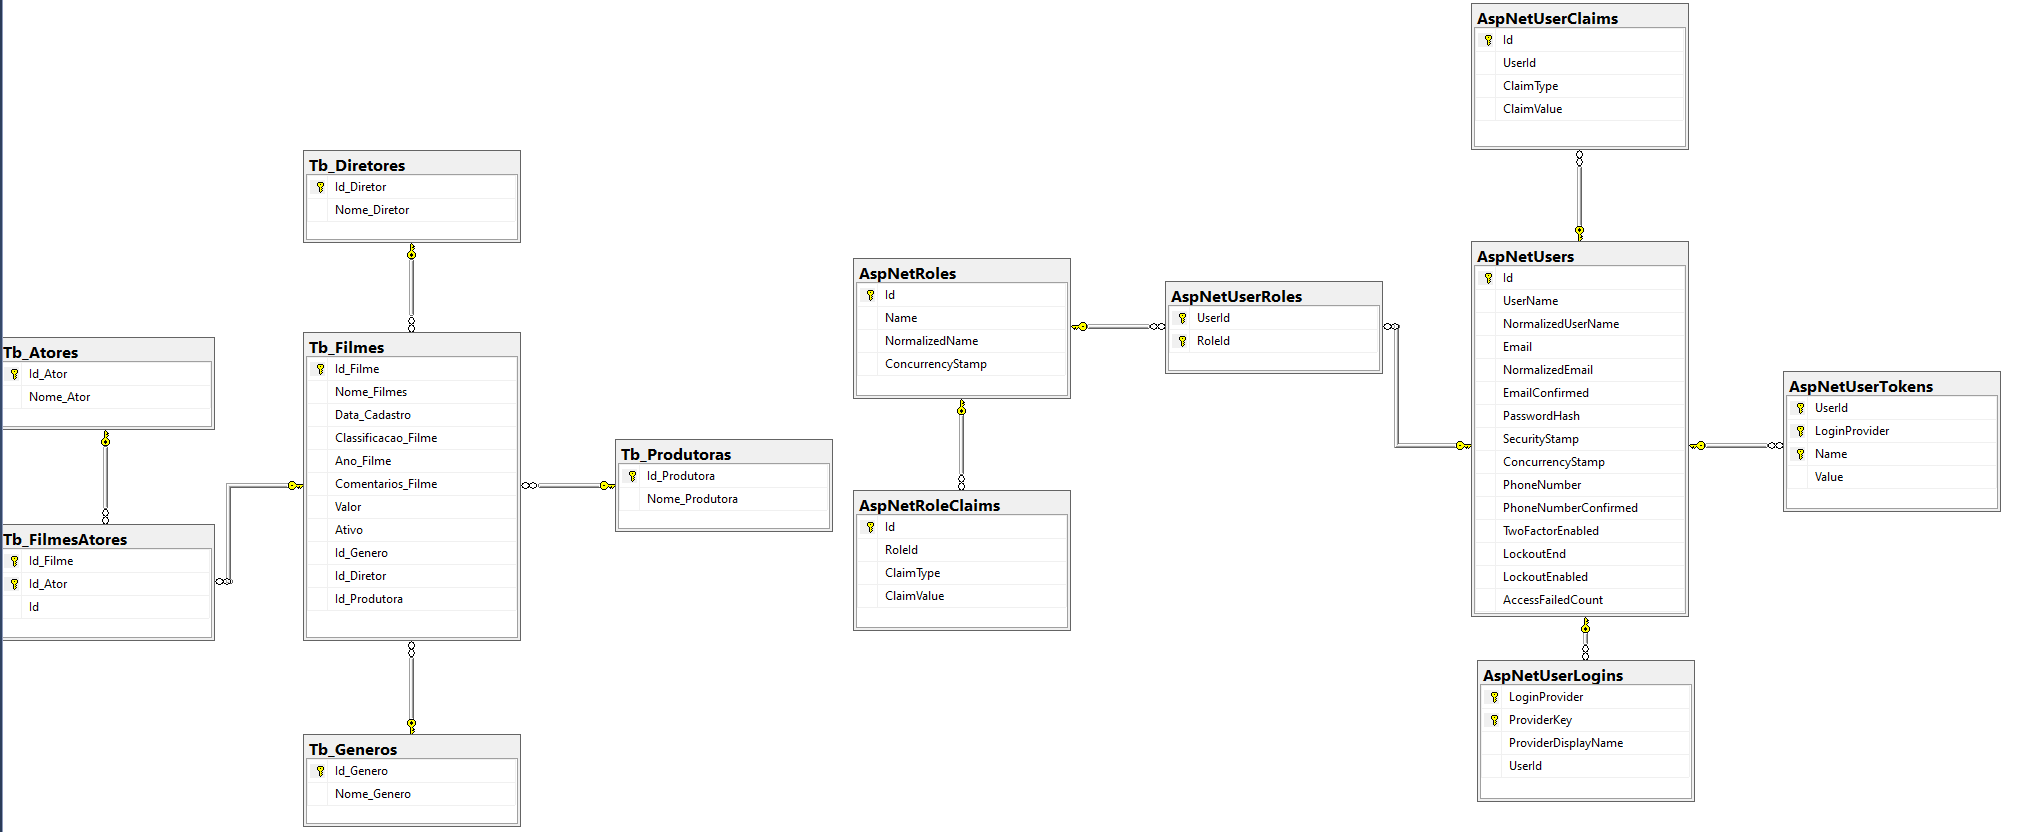 AspNetUserClaims
Id
UserId
ClaimType
ClaimValue
Tb_Diretores
Id_Diretor
Nome_Diretor
AspNetRoles
Id
Name
NormalizedName
ConcurrencyStamp
AspNetUserRoles
UserId
RoleId
AspNetUsers
Id
UserName
NormalizedUserName
Email
NormalizedEmail
EmailConfirmed
PasswordHash
SecurityStamp
ConcurrencyStamp
PhoneNumber
PhoneNumberConfirmed
TwoFactorEnabled
LockoutEnd
LockoutEnabled
AccessFailedCount
Tb_Atores
Id_Ator
Nome_Ator
Tb_Filmes
Id_Filme
Nome_Filmes
Data_Cadastro
Classificacao_Filme
Ano_Filme
Comentarios_Filme
Valor
Ativo
Id_Genero
Id_Diretor
Id_Produtora
Tb_Produtoras
Id_Produtora
Nome_Produtora
AspNetUserTokens
UserId
LoginProvider
Name
Value
Tb_FilmesAtores
Id_Filme
Id_Ator
Id
AspNetRoleClaims
Id
RoleId
ClaimType
ClaimValue
AspNetUserLogins
LoginProvider
ProviderKey
ProviderDisplayName
UserId
Tb_Generos
Id_Genero
Nome_Genero